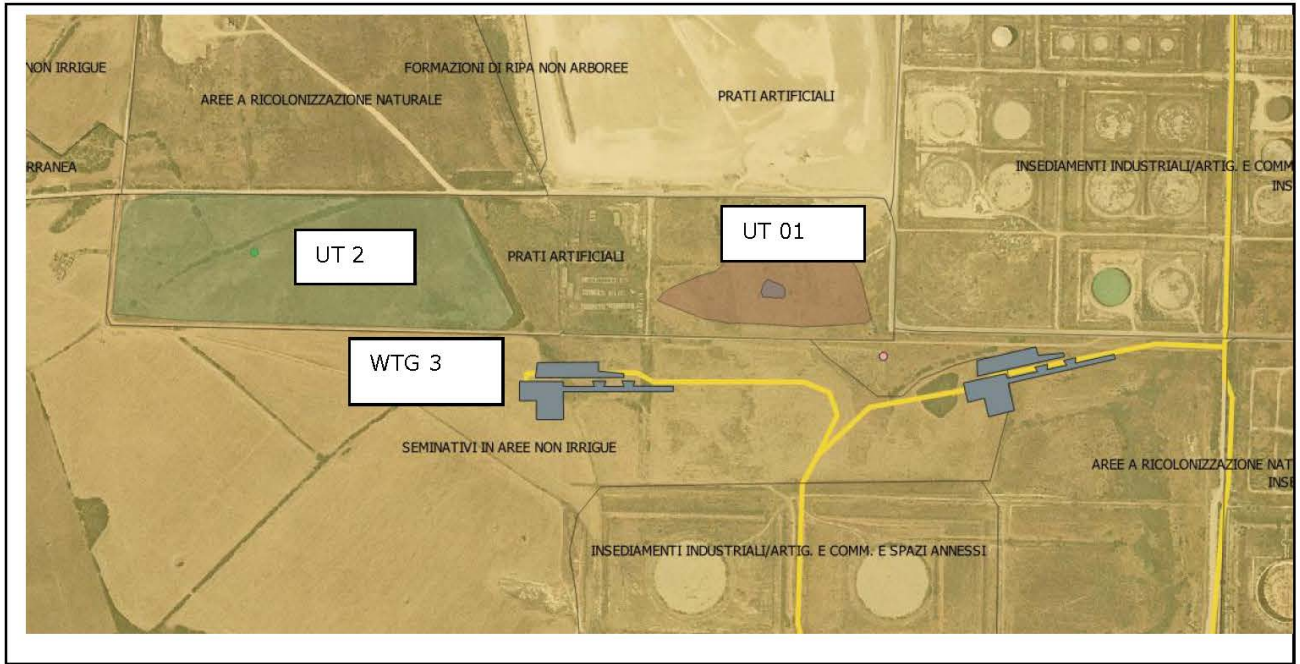 NON IRRIGUE
FORMAZIONI DI RIPA NON ARBOREE
AREE A RICOLONIZZAZIONE NATURALE
PRATI ARTIFICIALI
RRANEA
INSEDIAMENTI INDUSTRIALI/ARTIG. E COMM
INS
UT 2
PRATI ARTIFICIALI
UT 01
WTG 3
SEMINATIVI IN AREE NON IRRIGUE
AREE A RICOLONIZZAZIONE NAT
INSE
INSEDIAMENTI INDUSTRIALI/ARTIG. E COMM. E SPAZI ANNESSI